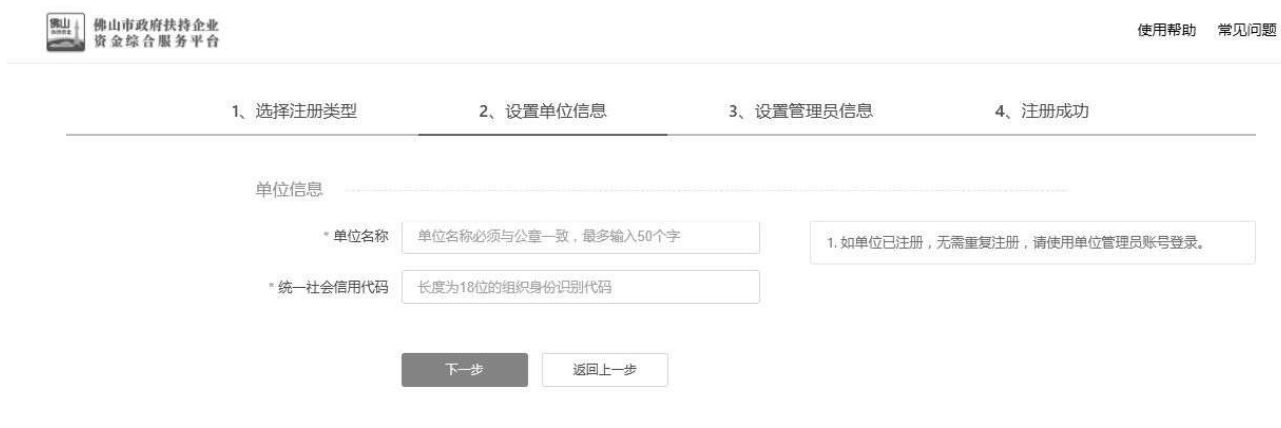 佛山
佛山市政府扶持企业
资金综合服务平台
使用帮助 常见问题
1、选择注册类型 2、设置单位信息 3、设置管理员信息 4、注册成功
单位信息
* 单位名称 单位名称必须与公章一致，最多输入50个字 1. 如单位已注册，无需重复注册，请使用单位管理员账号登录。
* 统一社会信用代码 长度为18位的组织身份识别代码
下一步 返回上一步